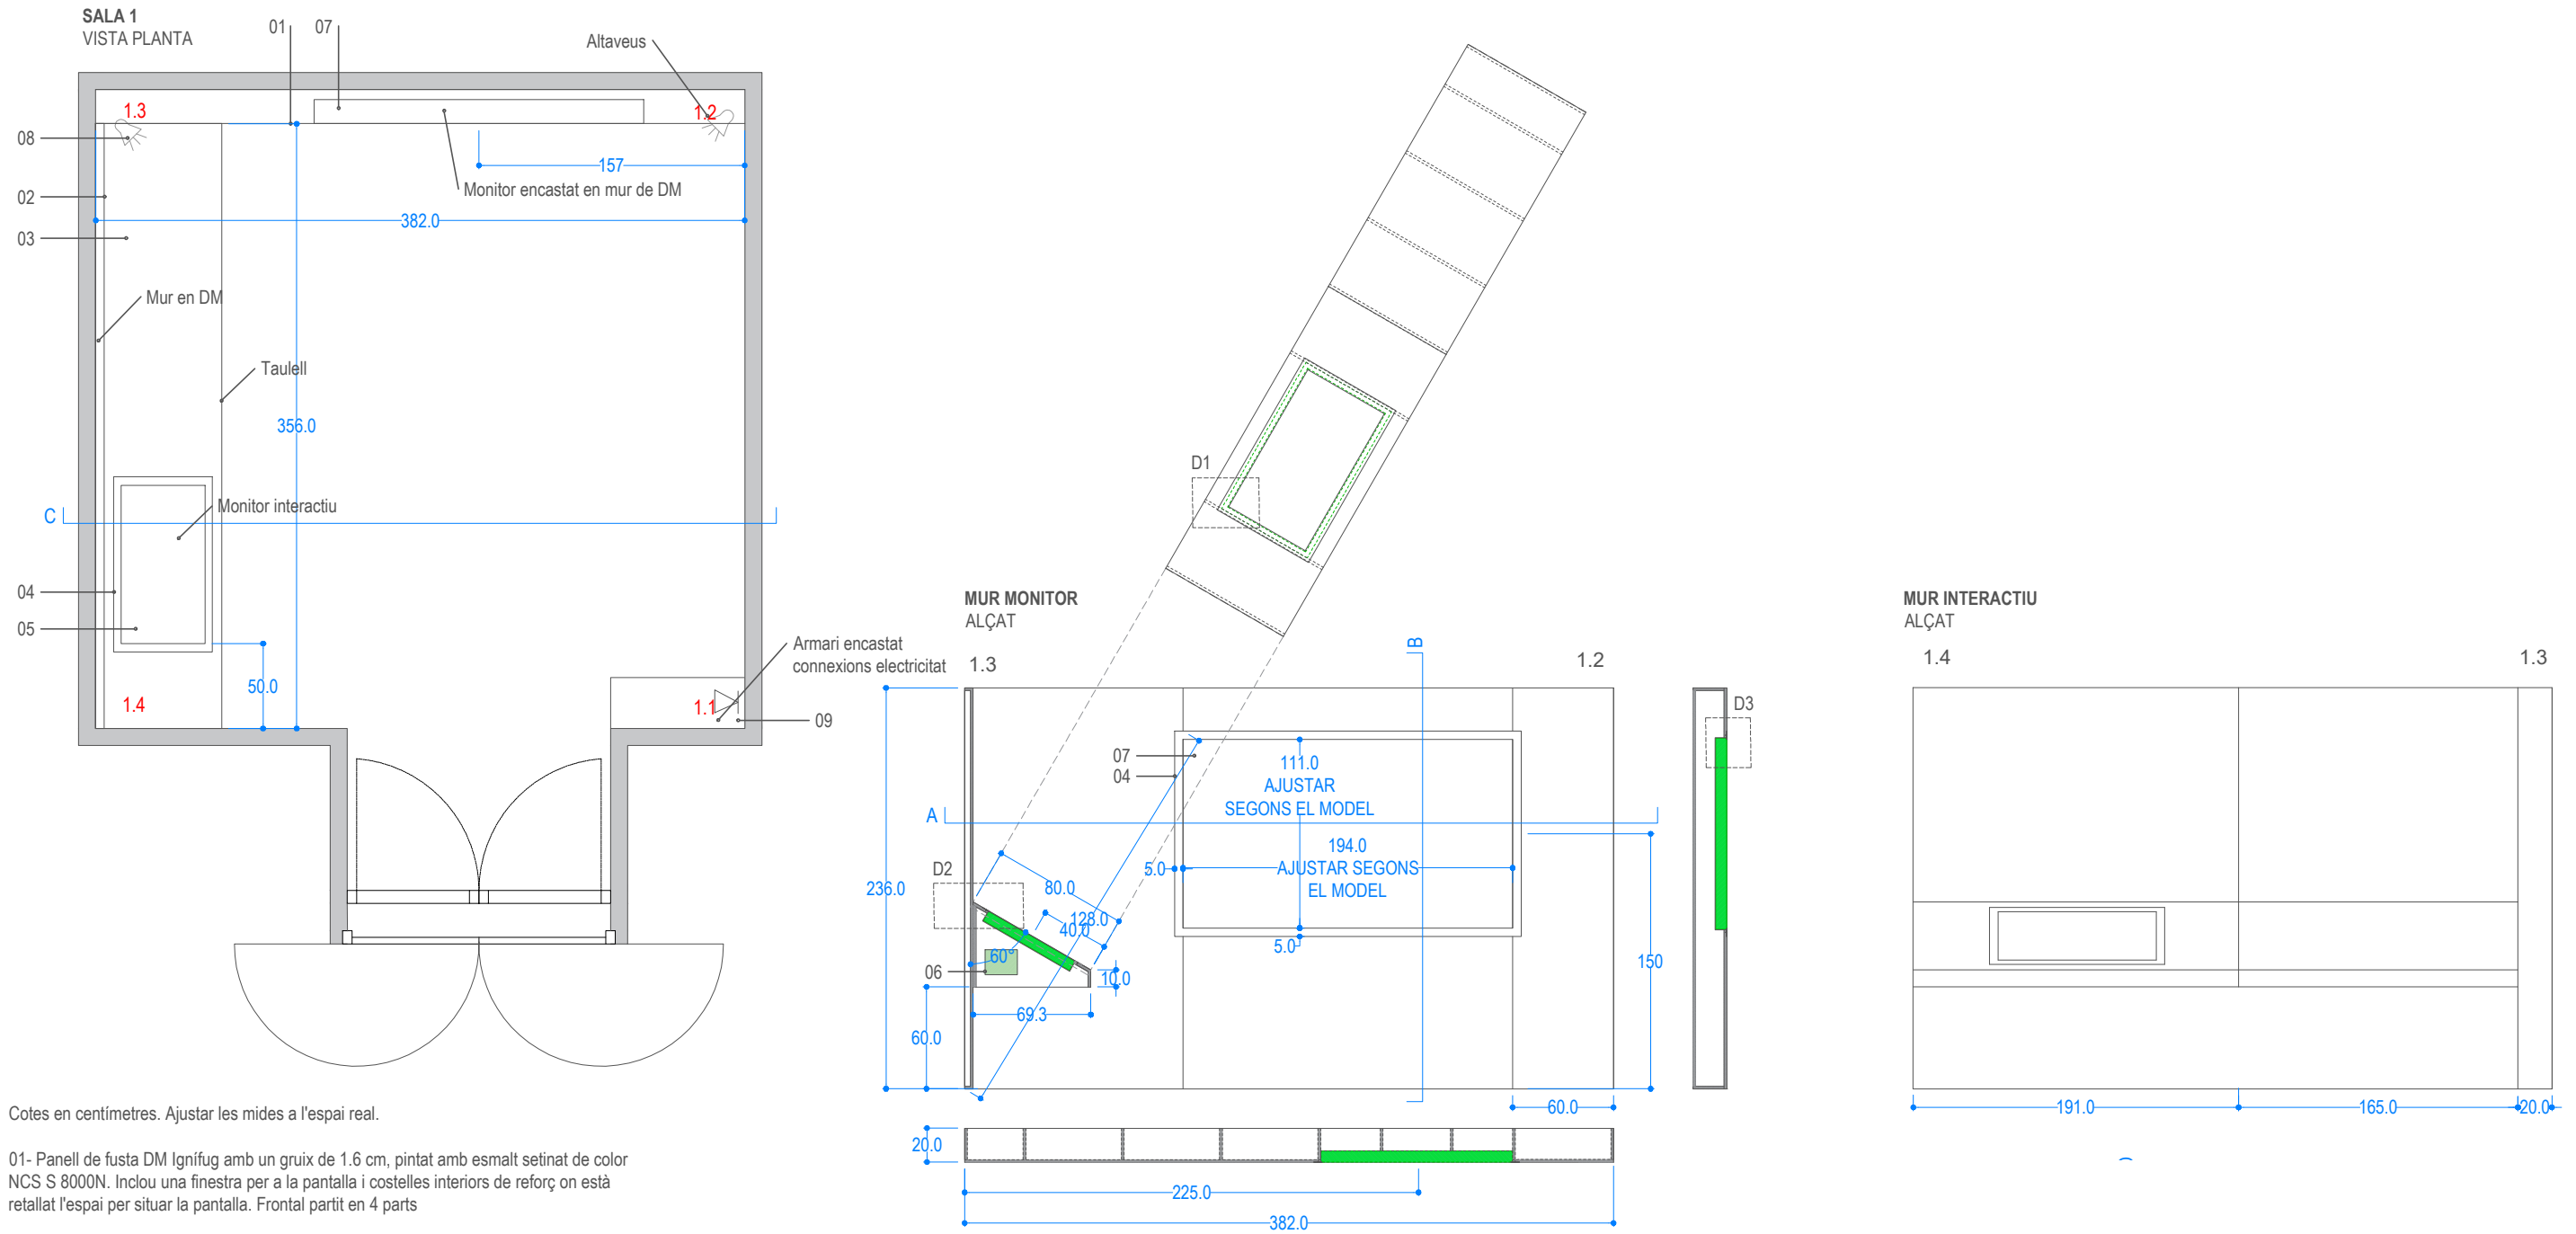 SALA 1
VISTA PLANTA
01
07
Altaveus
1.3
1.2
08
157
Monitor encastat en mur de DM
02
382.0
03
Mur en DM
Taulell
356.0
Monitor interactiu
C
04
05
50.0
1.4
1.1
Armari encastat
connexions electricitat
09
D1
MUR MONITOR
ALÇAT
1.3
B
1.2
07
04
111.0
AJUSTAR
SEGONS EL MODEL
A
194.0
AJUSTAR SEGONS
EL MODEL
5.0
5.0
D2
236.0
80.0
128.0
40.0
60°
06
10.0
69.3
60.0
150
60.0
20.0
225.0
382.0
D3
MUR INTERACTIU
ALÇAT
1.4
1.3
191.0
165.0
20.0
Cotes en centímetres. Ajustar les mides a l'espai real.
01- Panell de fusta DM Ignífug amb un gruix de 1.6 cm, pintat amb esmalt setinat de color
NCS S 8000N. Inclou una finestra per a la pantalla i costelles interiors de reforç on està
retallat l'espai per situar la pantalla. Frontal partit en 4 parts